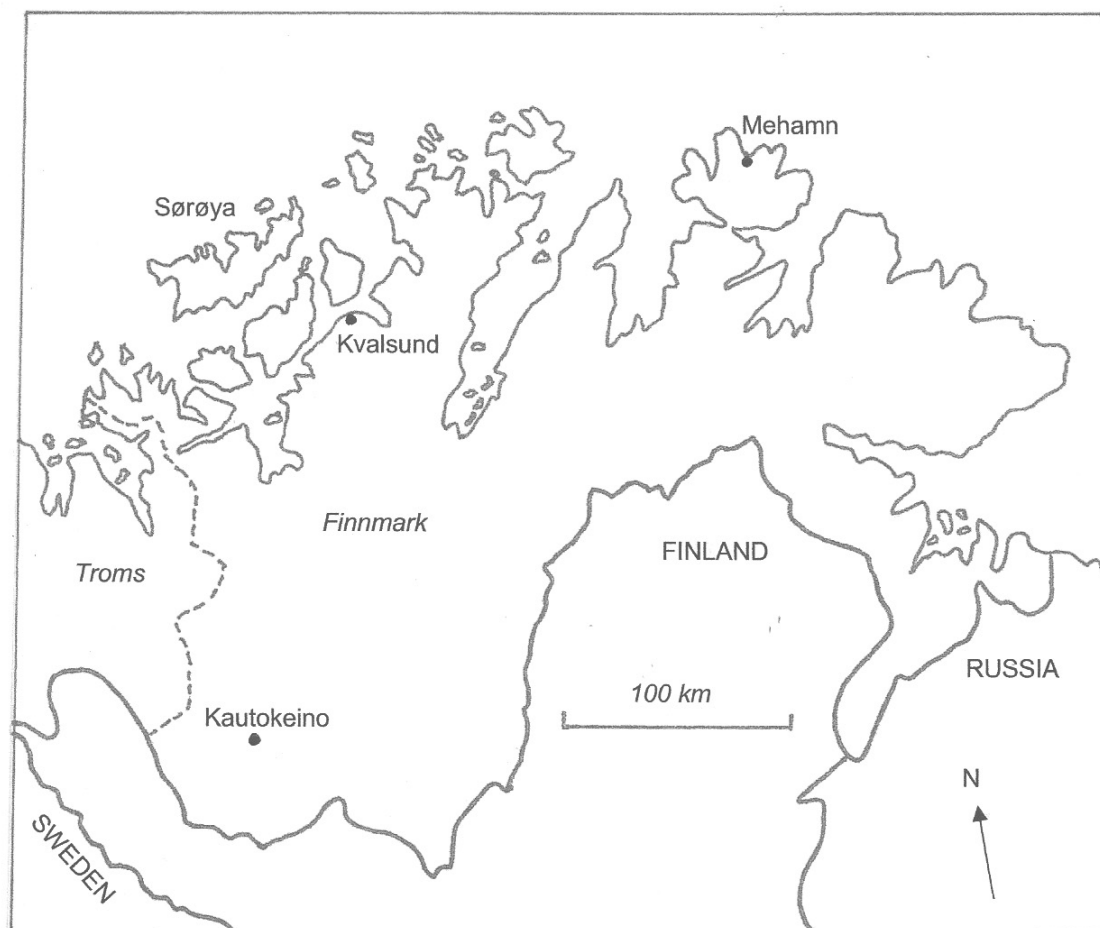 Mehamn
Sørøya
Kvalsund
Finnmark
FINLAND
Troms
RUSSIA
100 km
Kautokeino
N
SWEDEN